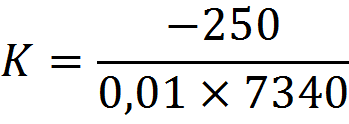 K = −250 / 0,01 × 7340